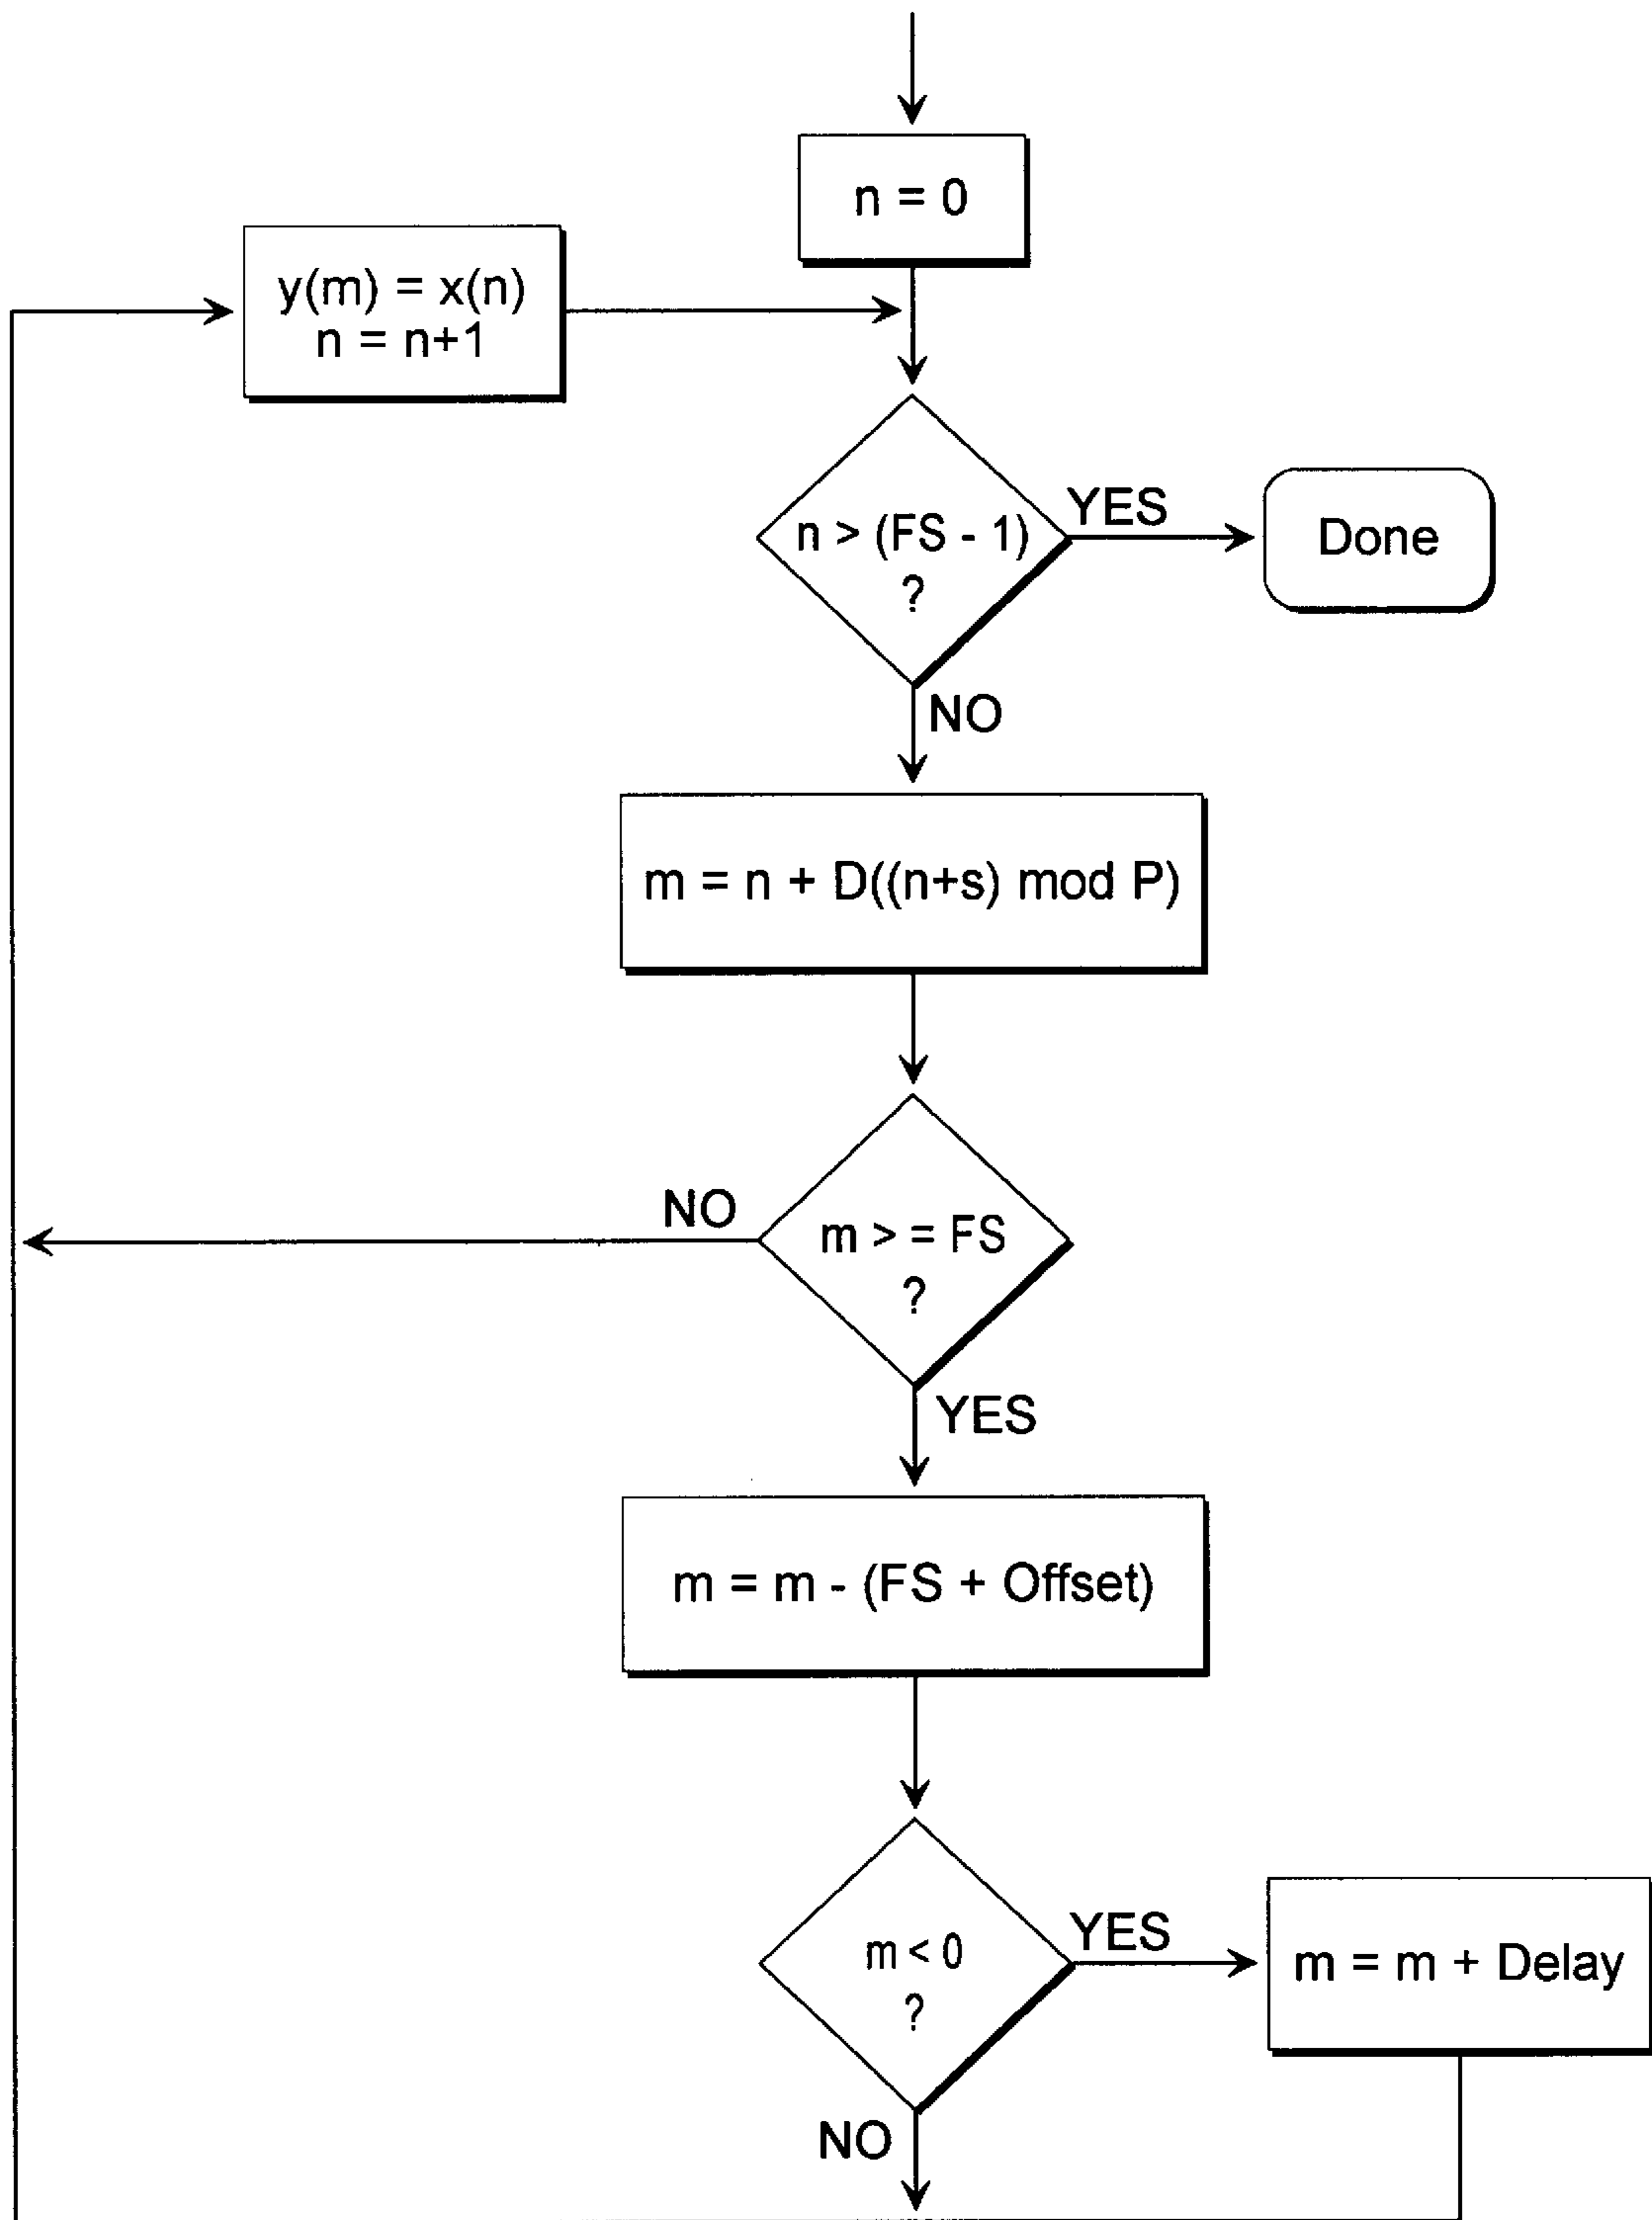 n = 0
y(m) = x(n)
n = n+1
n > (FS - 1)
?
YES
Done
NO
m = n + D((n+s) mod P)
NO
m > = FS
?
YES
m = m - (FS + Offset)
m < 0
?
YES
m = m + Delay
NO